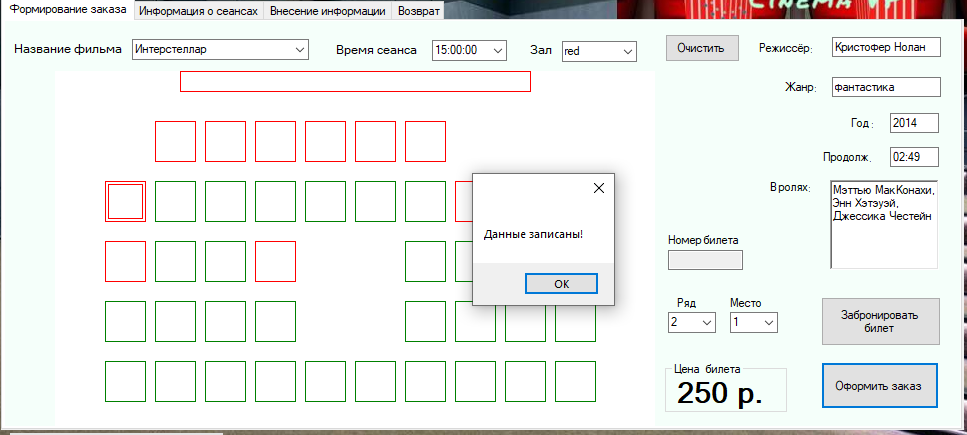 CINEMA
Формирование заказа
Информация о сеансах
Внесение информации
Возврат
Название фильма
Интерстеллар
Время сеанса
15:00:00
Зал
red
Очистить
Режиссёр:
Кристофер Нолан
Жанр:
фантастика
Год:
2014
Продолж.
02:49
В ролях:
Мэттью МакКонахи,
Энн Хэтэуэй,
Джессика Честейн
Данные записаны!
OK
Номер билета
Ряд
Место
2
1
Забронировать
билет
Цена билета
250 р.
Оформить заказ